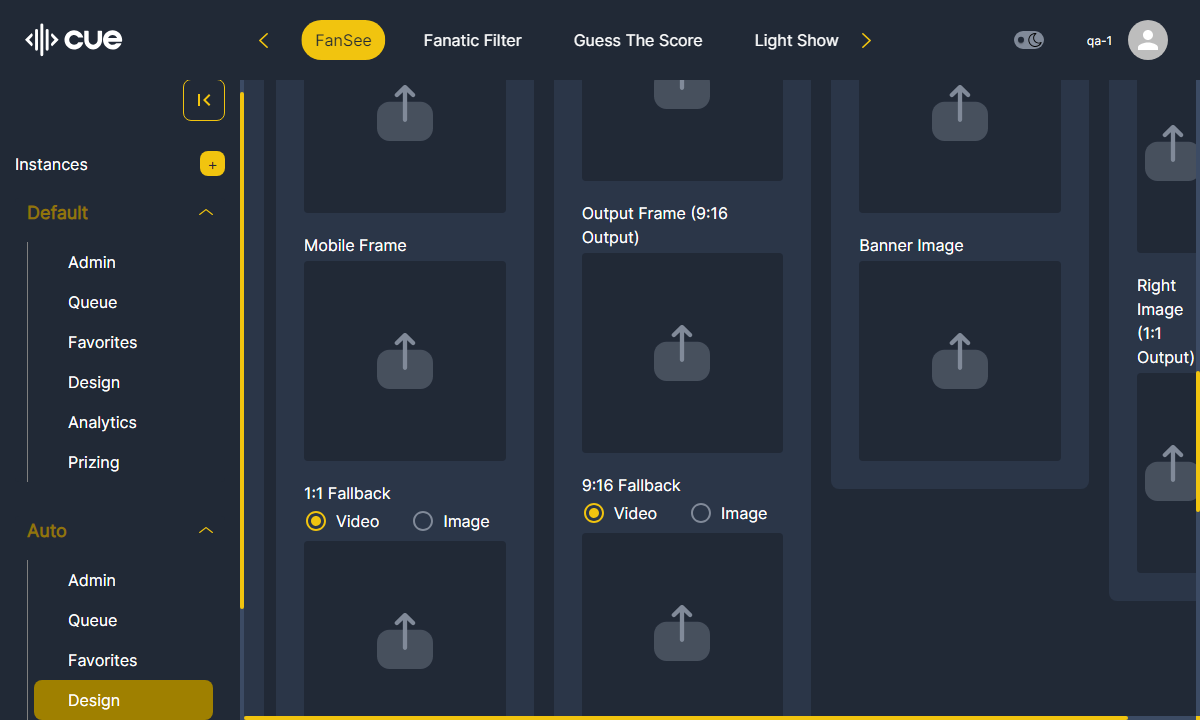 cue
FanSee
Fanatic Filter
Guess The Score
Light Show
qa-1
Instances
+
Default
Admin
Queue
Favorites
Design
Analytics
Prizing
Auto
Admin
Queue
Favorites
Design
Mobile Frame
1:1 Fallback
Video
Image
Output Frame (9:16
Output)
9:16 Fallback
Video
Image
Banner Image
Right
Image
(1:1
Output)